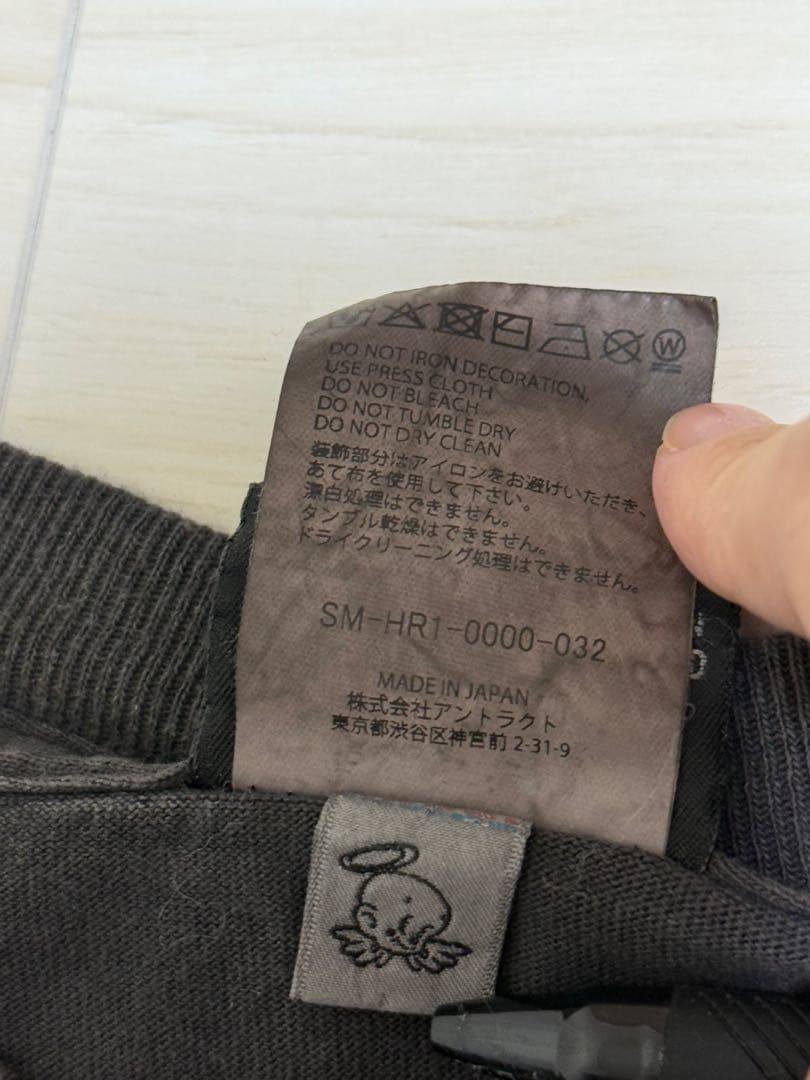 W
DO NOT IRON DECORATION,
USE PRESS CLOTH
DO NOT BLEACH
DO NOT TUMBLE DRY
DO NOT DRY CLEAN
装飾部分はアイロンをお避けいただき、
あて布を使用して下さい。
漂白処理はできません。
タンブル乾燥はできません。
ドライクリーニング処理はできません。
SM-HR1-0000-032
MADE IN JAPAN
株式会社アントラクト
東京都渋谷区神宮前 2-31-9